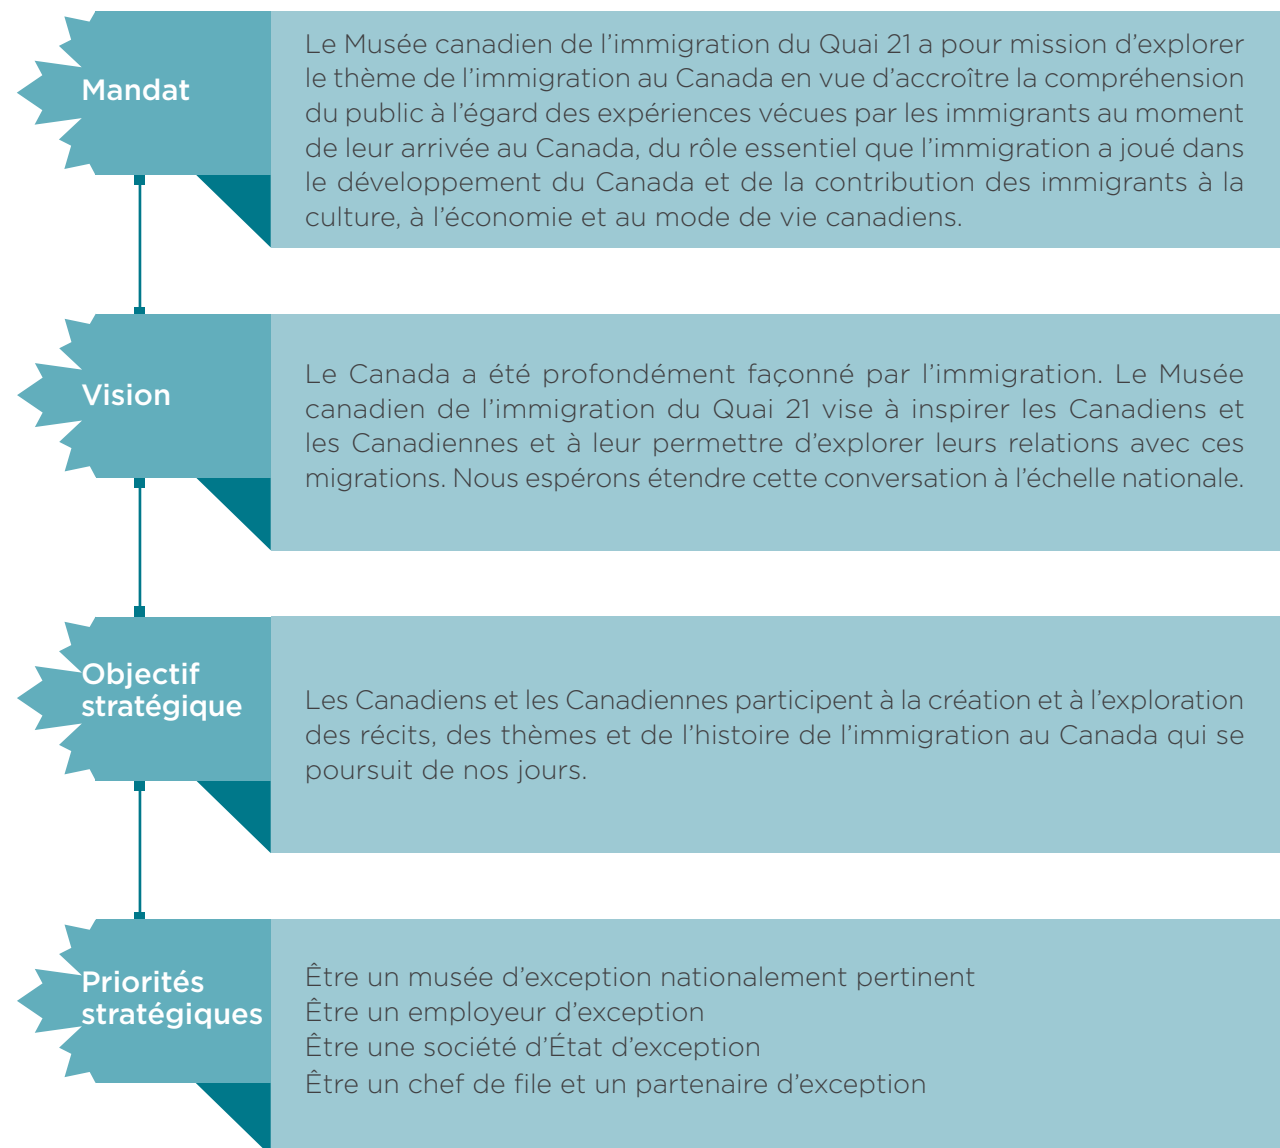 Mandat
Le Musée canadien de l’immigration du Quai 21 a pour mission d’explorer
le thème de l’immigration au Canada en vue d’accroître la compréhension
du public à l’égard des expériences vécues par les immigrants au moment
de leur arrivée au Canada, du rôle essentiel que l’immigration a joué dans
le développement du Canada et de la contribution des immigrants à la
culture, à l’économie et au mode de vie canadiens.
Vision
Le Canada a été profondément façonné par l’immigration. Le Musée
canadien de l’immigration du Quai 21 vise à inspirer les Canadiens et
les Canadiennes et à leur permettre d’explorer leurs relations avec ces
migrations. Nous espérons étendre cette conversation à l’échelle nationale.
Objectif
stratégique
Les Canadiens et les Canadiennes participent à la création et à l’exploration
des récits, des thèmes et de l’histoire de l’immigration au Canada qui se
poursuit de nos jours.
Priorités
stratégiques
Être un musée d’exception nationalement pertinent
Être un employeur d’exception
Être une société d’État d’exception
Être un chef de file et un partenaire d’exception